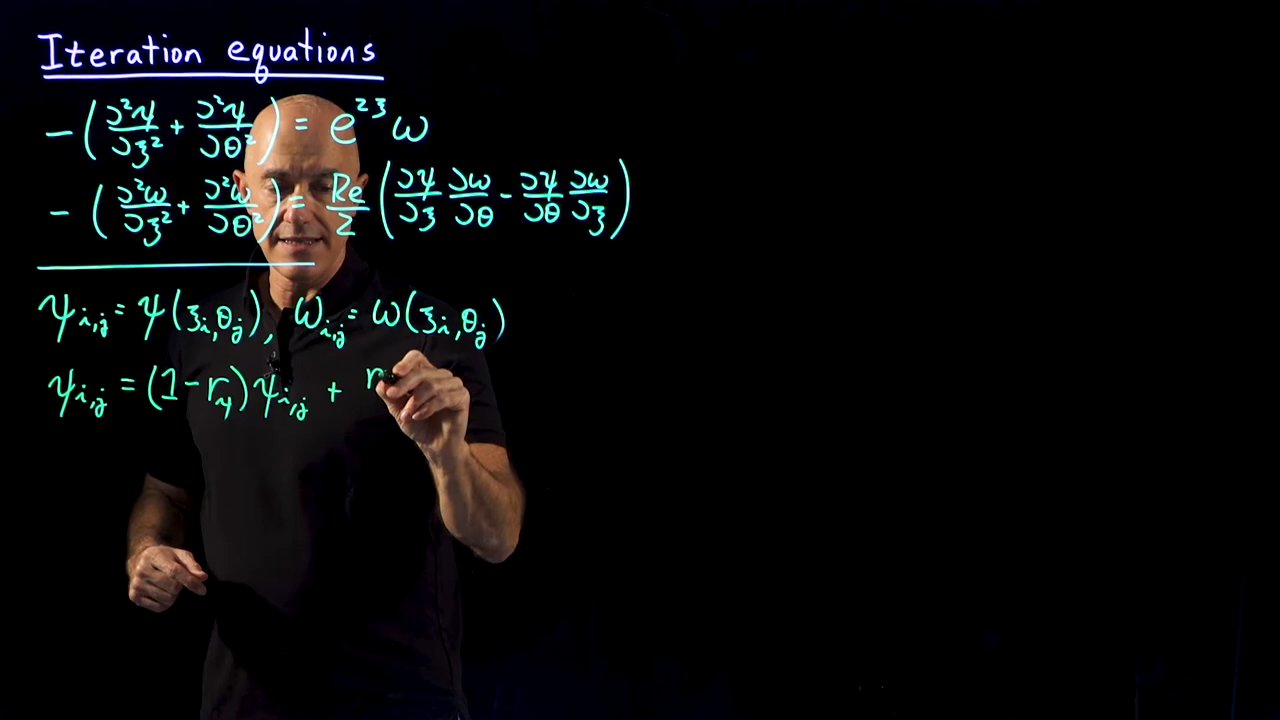 Iteration equations
−(∂²ψ/∂ξ² + ∂²ψ/∂θ²) = e^{2ξ} ω
−(∂²ω/∂ξ² + ∂²ω/∂θ²) = Re/2 (∂ψ/∂ξ ∂ω/∂θ − ∂ψ/∂θ ∂ω/∂ξ)
ψ_{i,j} = ψ(ξ_i, θ_j), ω_{i,j} = ω(ξ_i, θ_j)
ψ_{i,j} = (1 − r_ψ) ψ_{i,j} + r